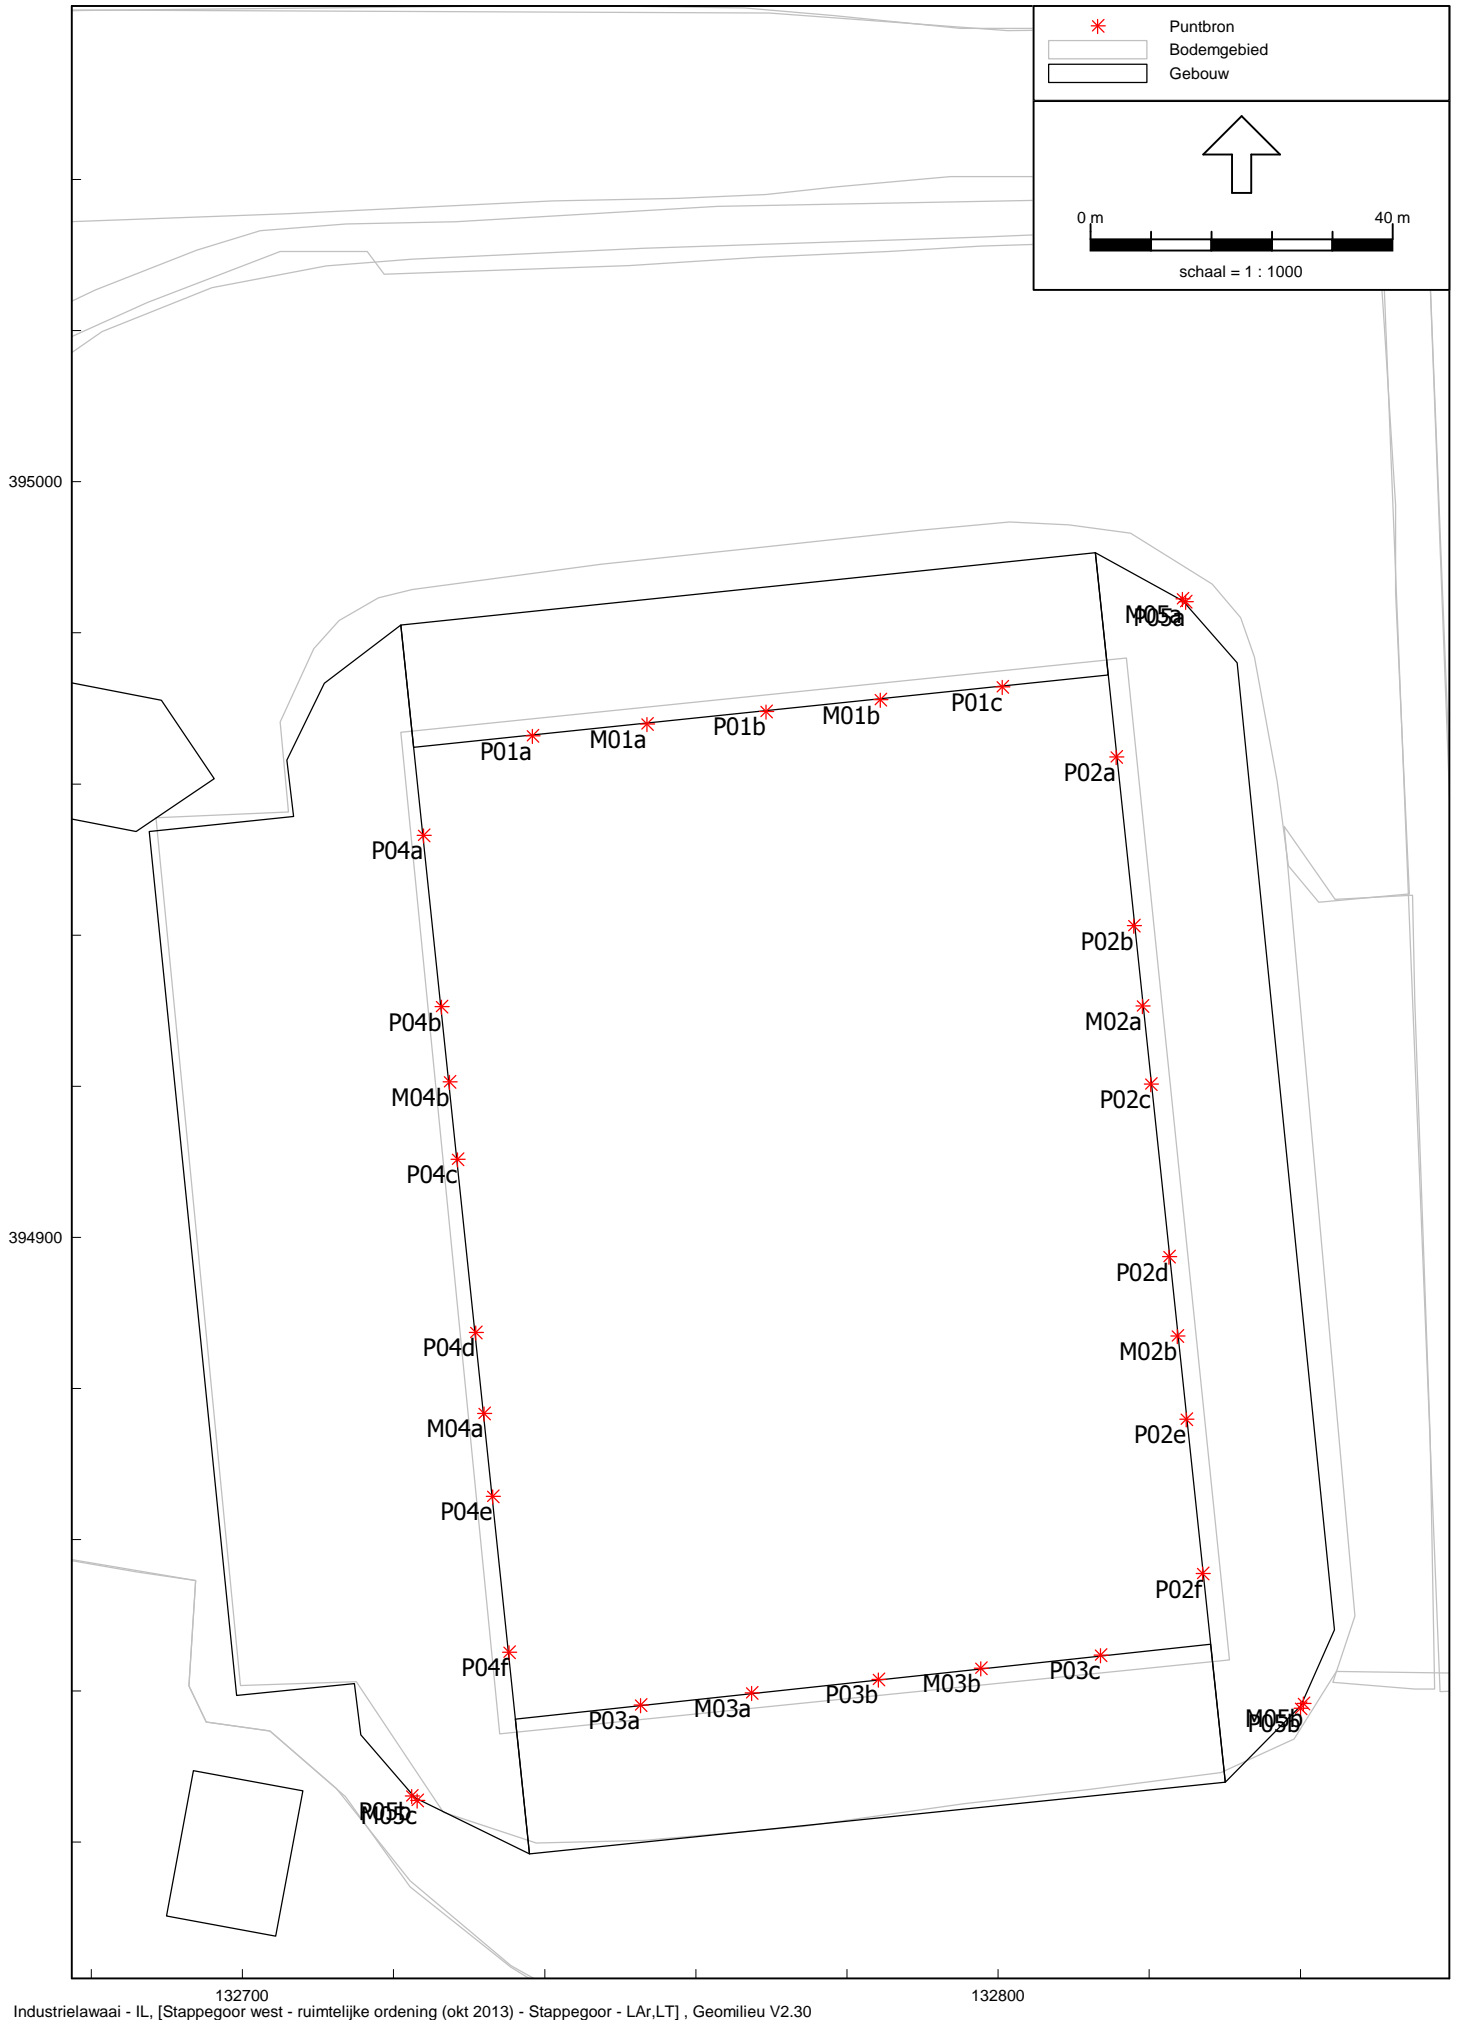 Puntbron
Bodemgebied
Gebouw
0 m 40 m
schaal = 1 : 1000
395000
M05a
P05a
P01a M01a P01b M01b P01c
P02a
P04a
P02b
P04b
M02a
M04b
P02c
P04c
394900
P02d
P04d
M02b
M04a
P02e
P04e
P02f
P04f
P03a M03a P03b M03b P03c
M05b
P05b
P05b
M05c
132700 132800
Industrielawaai - IL, [Stappegoor west - ruimtelijke ordening (okt 2013) - Stappegoor - LAr,LT] , Geomilieu V2.30